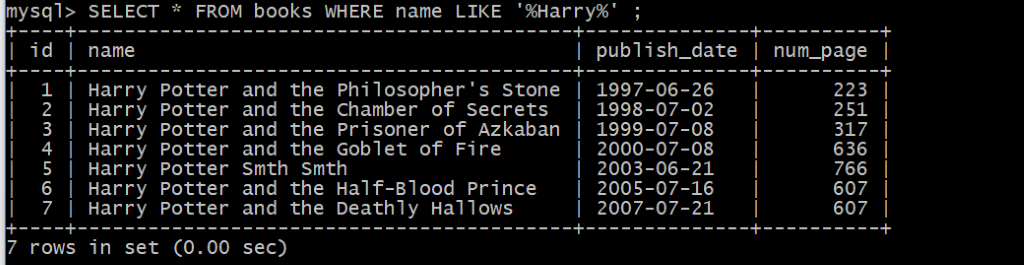 mysql> SELECT * FROM books WHERE name LIKE '%Harry%' ;
+----+------------------------------------------+--------------+----------+
| id | name                                     | publish_date | num_page |
+----+------------------------------------------+--------------+----------+
|  1 | Harry Potter and the Philosopher's Stone | 1997-06-26   |      223 |
|  2 | Harry Potter and the Chamber of Secrets  | 1998-07-02   |      251 |
|  3 | Harry Potter and the Prisoner of Azkaban | 1999-07-08   |      317 |
|  4 | Harry Potter and the Goblet of Fire      | 2000-07-08   |      636 |
|  5 | Harry Potter Smth Smth                   | 2003-06-21   |      766 |
|  6 | Harry Potter and the Half-Blood Prince   | 2005-07-16   |      607 |
|  7 | Harry Potter and the Deathly Hallows     | 2007-07-21   |      607 |
+----+------------------------------------------+--------------+----------+
7 rows in set (0.00 sec)